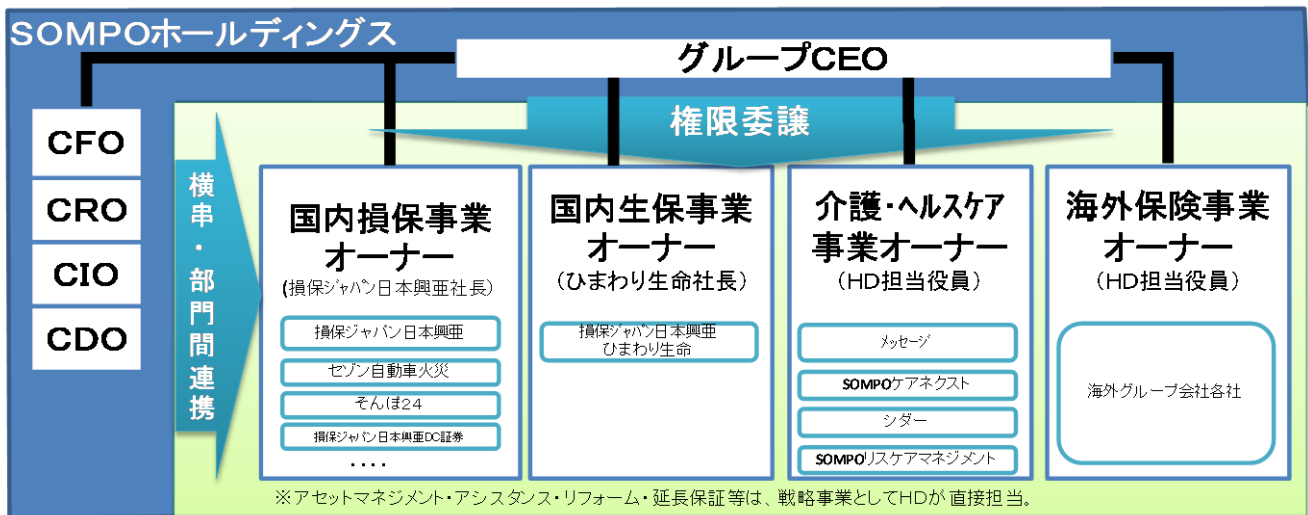 SOMPOホールディングス
グループCEO
権限委譲
CFO
CRO
CIO
CDO
横串・部門間連携
国内損保事業
オーナー
(損保ジャパン日本興亜社長)
損保ジャパン日本興亜
セゾン自動車火災
そんぽ24
損保ジャパン日本興亜DC証券
‥‥
国内生保事業
オーナー
(ひまわり生命社長)
損保ジャパン日本興亜
ひまわり生命
介護・ヘルスケア
事業オーナー
(HD担当役員)
メッセージ
SOMPOケアネクスト
シダー
SOMPOリスケアマネジメント
海外保険事業
オーナー
(HD担当役員)
海外グループ会社各社
※アセットマネジメント・アシスタンス・リフォーム・延長保証等は、戦略事業としてHDが直接担当。